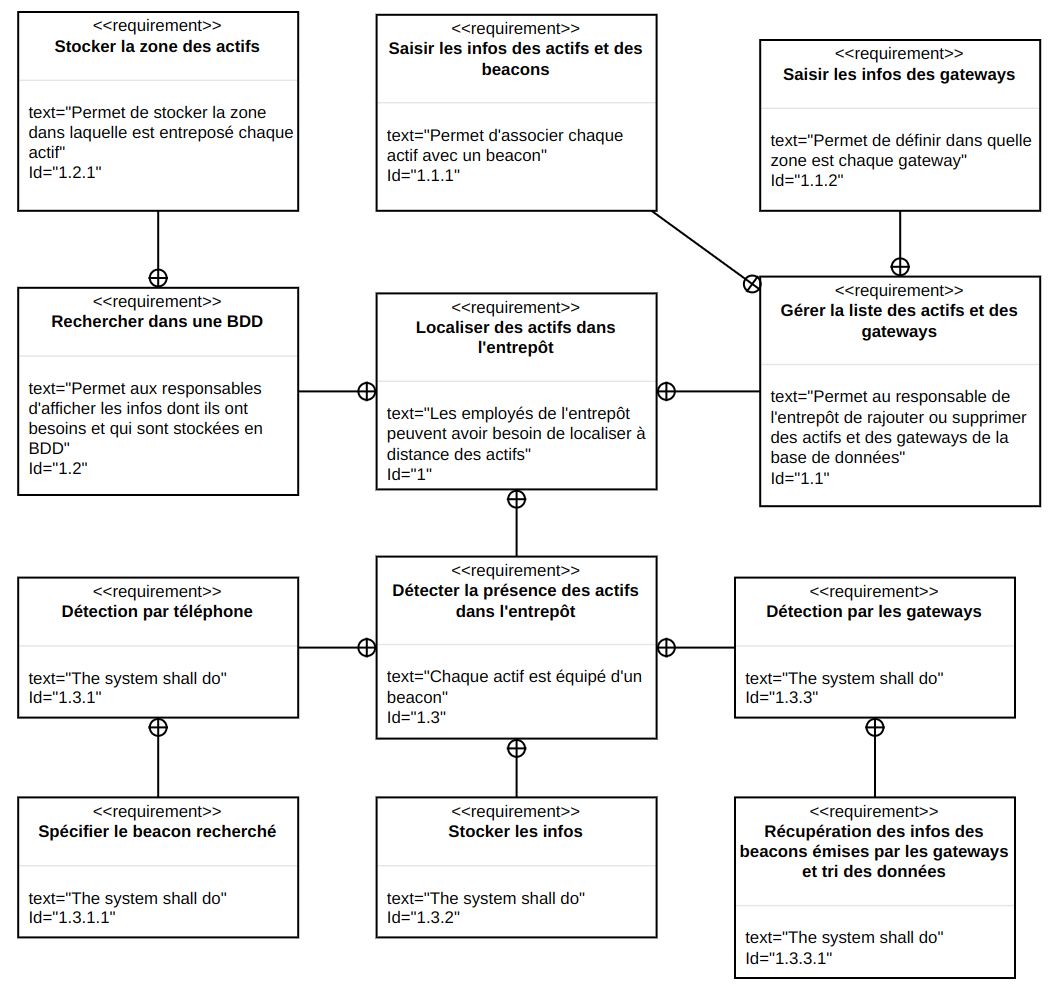 <<requirement>>
Stocker la zone des actifs
text="Permet de stocker la zone
dans laquelle est entreposé chaque
actif"
Id="1.2.1"
<<requirement>>
Saisir les infos des actifs et des
beacons
text="Permet d'associer chaque
actif avec un beacon"
Id="1.1.1"
<<requirement>>
Saisir les infos des gateways
text="Permet de définir dans quelle
zone est chaque gateway"
Id="1.1.2"
<<requirement>>
Rechercher dans une BDD
text="Permet aux responsables
d'afficher les infos dont ils ont
besoins et qui sont stockées en
BDD"
Id="1.2"
<<requirement>>
Localiser des actifs dans
l'entrepôt
text="Les employés de l'entrepôt
peuvent avoir besoin de localiser à
distance des actifs"
Id="1"
<<requirement>>
Gérer la liste des actifs et des
gateways
text="Permet au responsable de
l'entrepôt de rajouter ou supprimer
des actifs et des gateways de la
base de données"
Id="1.1"
<<requirement>>
Détection par téléphone
text="The system shall do"
Id="1.3.1"
<<requirement>>
Détecter la présence des actifs
dans l'entrepôt
text="Chaque actif est équipé d'un
beacon"
Id="1.3"
<<requirement>>
Détection par les gateways
text="The system shall do"
Id="1.3.3"
<<requirement>>
Spécifier le beacon recherché
text="The system shall do"
Id="1.3.1.1"
<<requirement>>
Stocker les infos
text="The system shall do"
Id="1.3.2"
<<requirement>>
Récupération des infos des
beacons émises par les gateways
et tri des données
text="The system shall do"
Id="1.3.3.1"